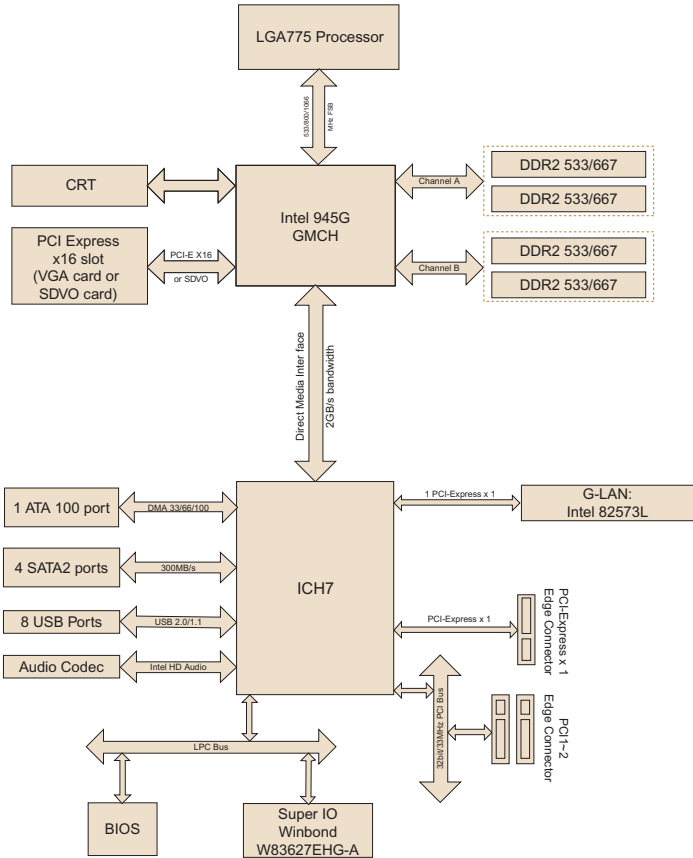 LGA775 Processor
533/800/1066
MHz FSB
CRT
Intel 945G
GMCH
Channel A
DDR2 533/667
DDR2 533/667
PCI Express
x16 slot
(VGA card or
SDVO card)
PCI-E X16
or SDVO
Channel B
DDR2 533/667
DDR2 533/667
Direct Media Inter face
2GB/s bandwidth
1 ATA 100 port
DMA 33/66/100
1 PCI-Express x 1
G-LAN:
Intel 82573L
4 SATA2 ports
300MB/s
ICH7
8 USB Ports
USB 2.0/1.1
PCI-Express x 1
PCI-Express x 1
Edge Connector
Audio Codec
Intel HD Audio
32bit/33MHz PCI Bus
PCI1~2
Edge Connector
LPC Bus
BIOS
Super IO
Winbond
W83627EHG-A